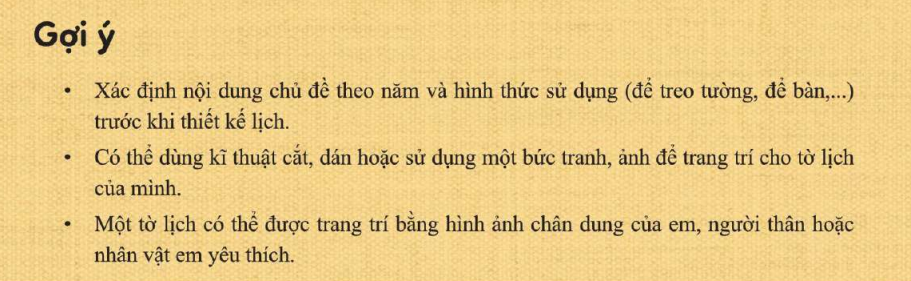 Gợi ý
• Xác định nội dung chủ đề theo năm và hình thức sử dụng (để treo tường, để bàn,...)
trước khi thiết kế lịch.
• Có thể dùng kĩ thuật cắt, dán hoặc sử dụng một bức tranh, ảnh để trang trí cho tờ lịch
của mình.
• Một tờ lịch có thể được trang trí bằng hình ảnh chân dung của em, người thân hoặc
nhân vật em yêu thích.